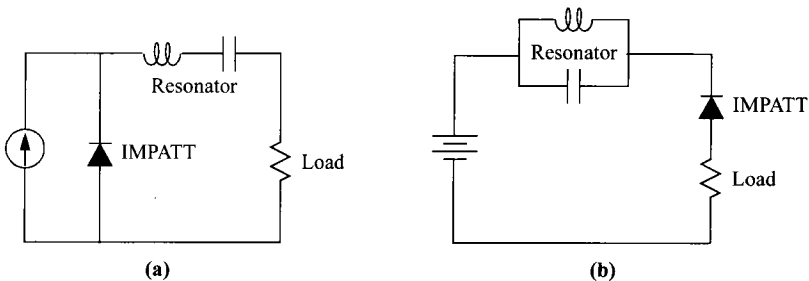 Resonator
IMPATT
Load
(a)
Resonator
IMPATT
Load
(b)